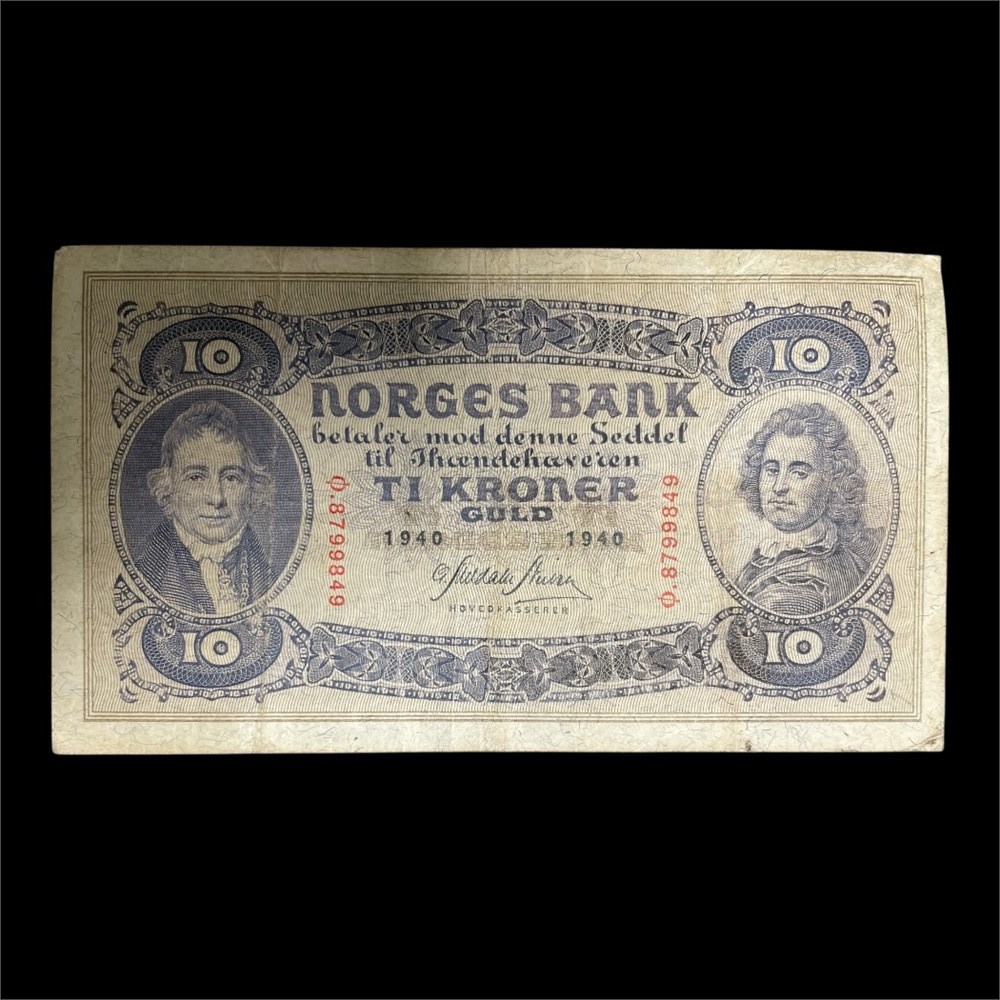 10 10
NORGES BANK
betaler mod denne Seddel
til Ihændehaveren
TI KRONER
GULD
1940 1940
Φ.8799849 Φ.8799849
HOVEDKASSERER
10 10